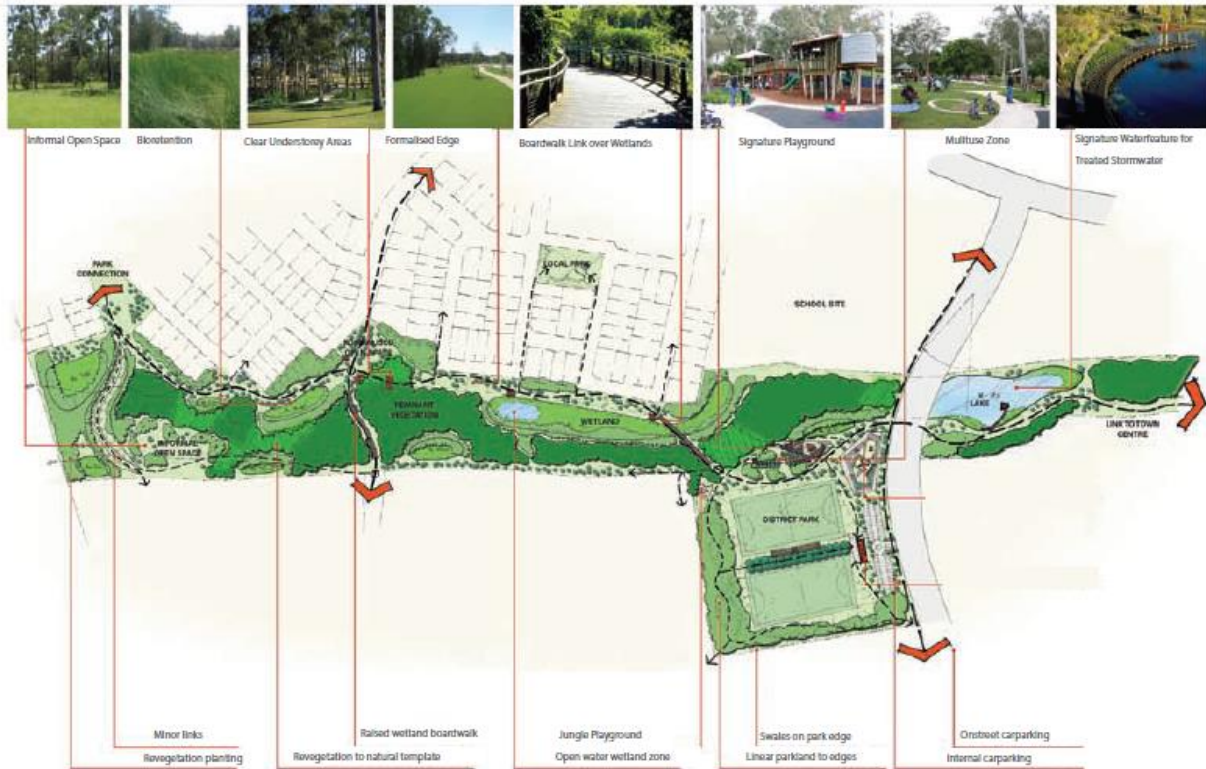 Informal Open Space
Bioretention
Clear Understorey Areas
Formalised Edge
Boardwalk Link over Wetlands
Signature Playground
Mulituse Zone
Signature Waterfeature for
Treated Stormwater
PARK
CONNECTION
LOCAL PARK
SCHOOL SITE
REMNANT
VEGETATION
WETLAND
LAKE
LINK TO TOWN
CENTRE
INFORMAL
OPEN SPACE
DISTRICT PARK
Minor links
Revegetation planting
Revegetation to natural template
Raised wetland boardwalk
Jungle Playground
Open water wetland zone
Swales on park edge
Linear parkland to edges
Onstreet carparking
Internal carparking